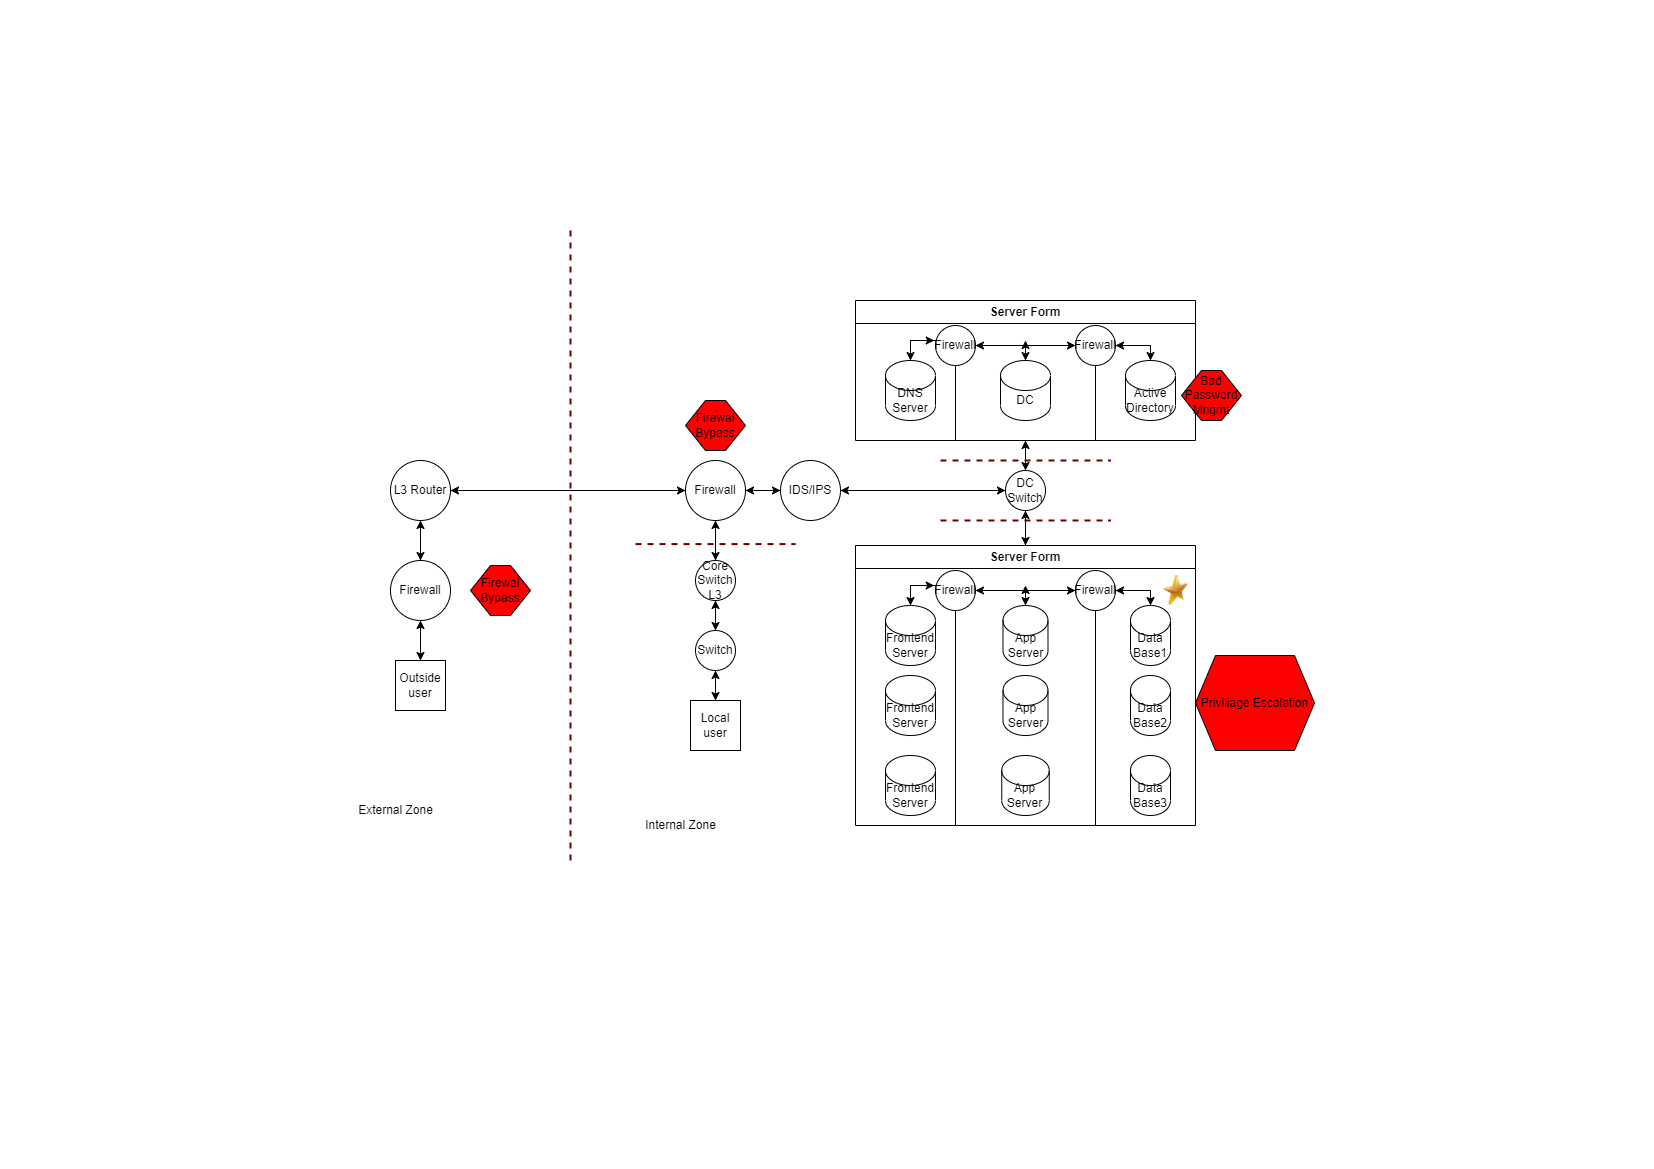 Server Form
Firewall
Firewall
DNS
Server
DC
Active
Directory
Bad
Password
Mngmt
Firewal
Bypass
L3 Router
Firewall
IDS/IPS
DC
Switch
Firewall
Firewal
Bypass
Core
Switch
L3
Switch
Outside
user
Local
user
Server Form
Firewall
Firewall
Frontend
Server
App
Server
Data
Base1
Frontend
Server
App
Server
Data
Base2
Priviliage Escalation
Frontend
Server
App
Server
Data
Base3
External Zone
Internal Zone